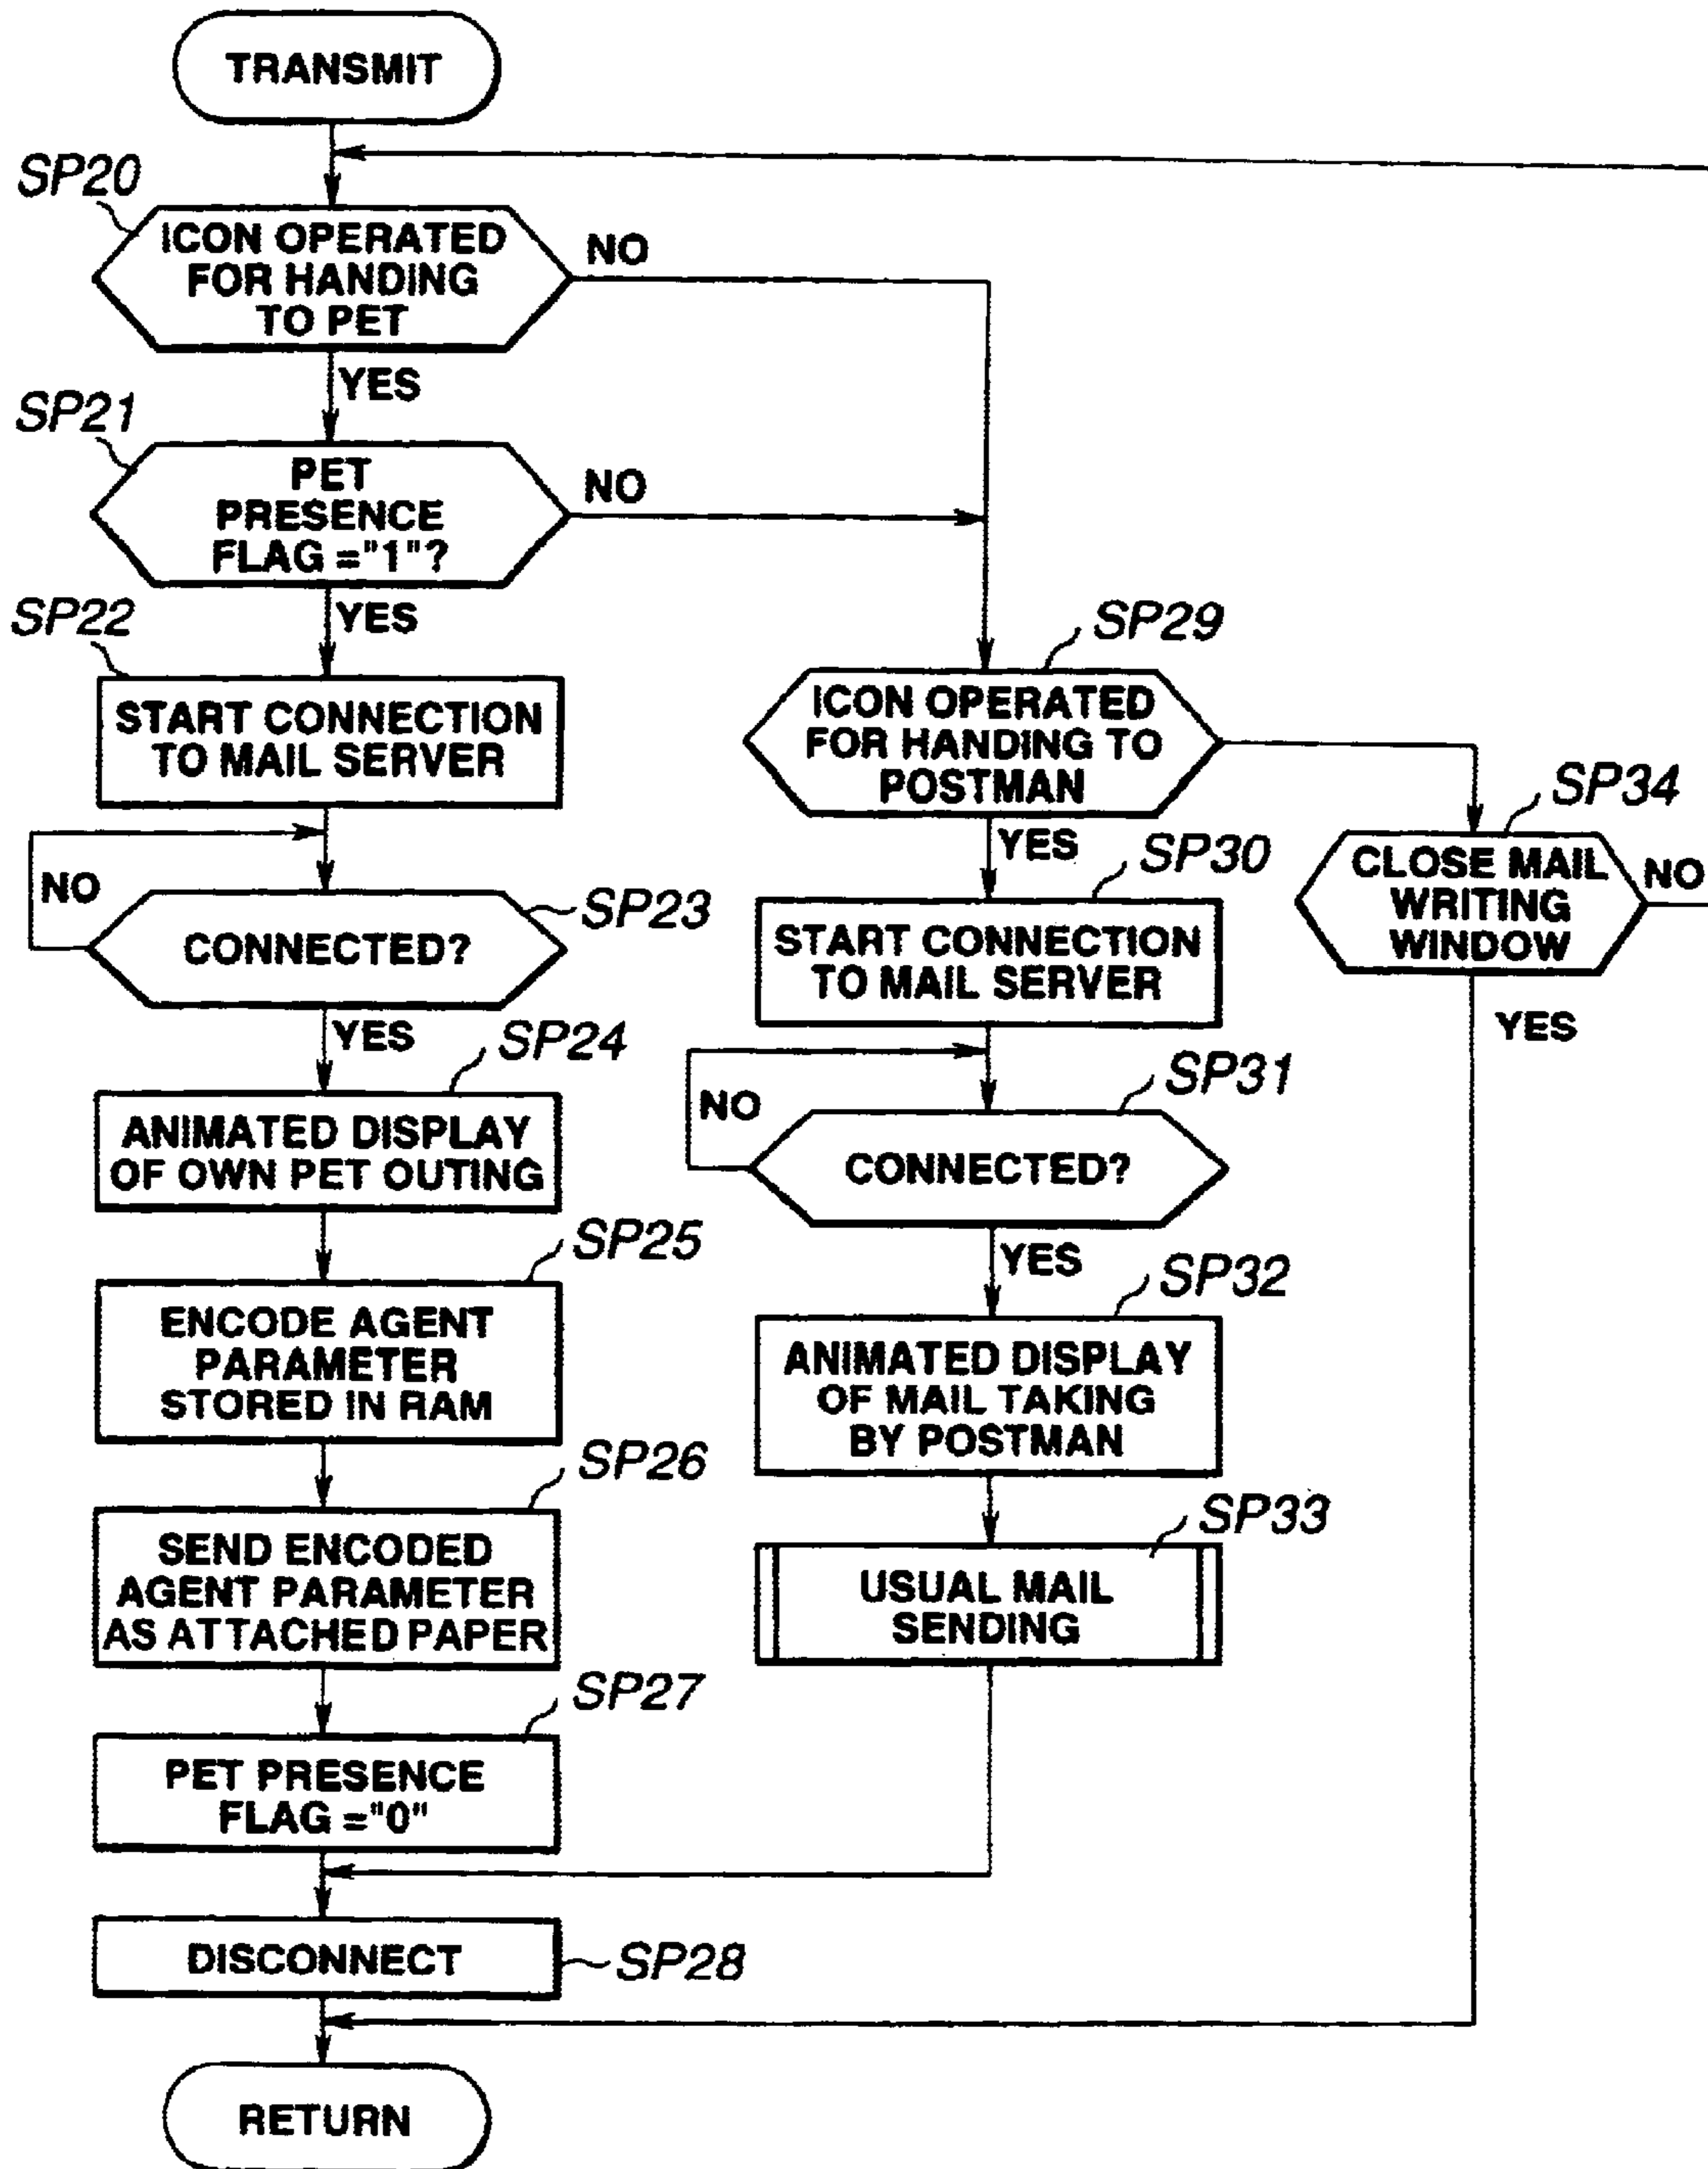 TRANSMIT
SP20
ICON OPERATED
FOR HANDING
TO PET
NO
YES
SP21
PET
PRESENCE
FLAG ="1"?
NO
YES
SP22
START CONNECTION
TO MAIL SERVER
NO
SP23
CONNECTED?
YES
SP24
ANIMATED DISPLAY
OF OWN PET OUTING
SP25
ENCODE AGENT
PARAMETER
STORED IN RAM
SP26
SEND ENCODED
AGENT PARAMETER
AS ATTACHED PAPER
SP27
PET PRESENCE
FLAG ="0"
DISCONNECT
SP28
RETURN
SP29
ICON OPERATED
FOR HANDING TO
POSTMAN
YES
SP30
START CONNECTION
TO MAIL SERVER
SP31
NO
CONNECTED?
YES
SP32
ANIMATED DISPLAY
OF MAIL TAKING
BY POSTMAN
SP33
USUAL MAIL
SENDING
SP34
CLOSE MAIL
WRITING
WINDOW
NO
YES